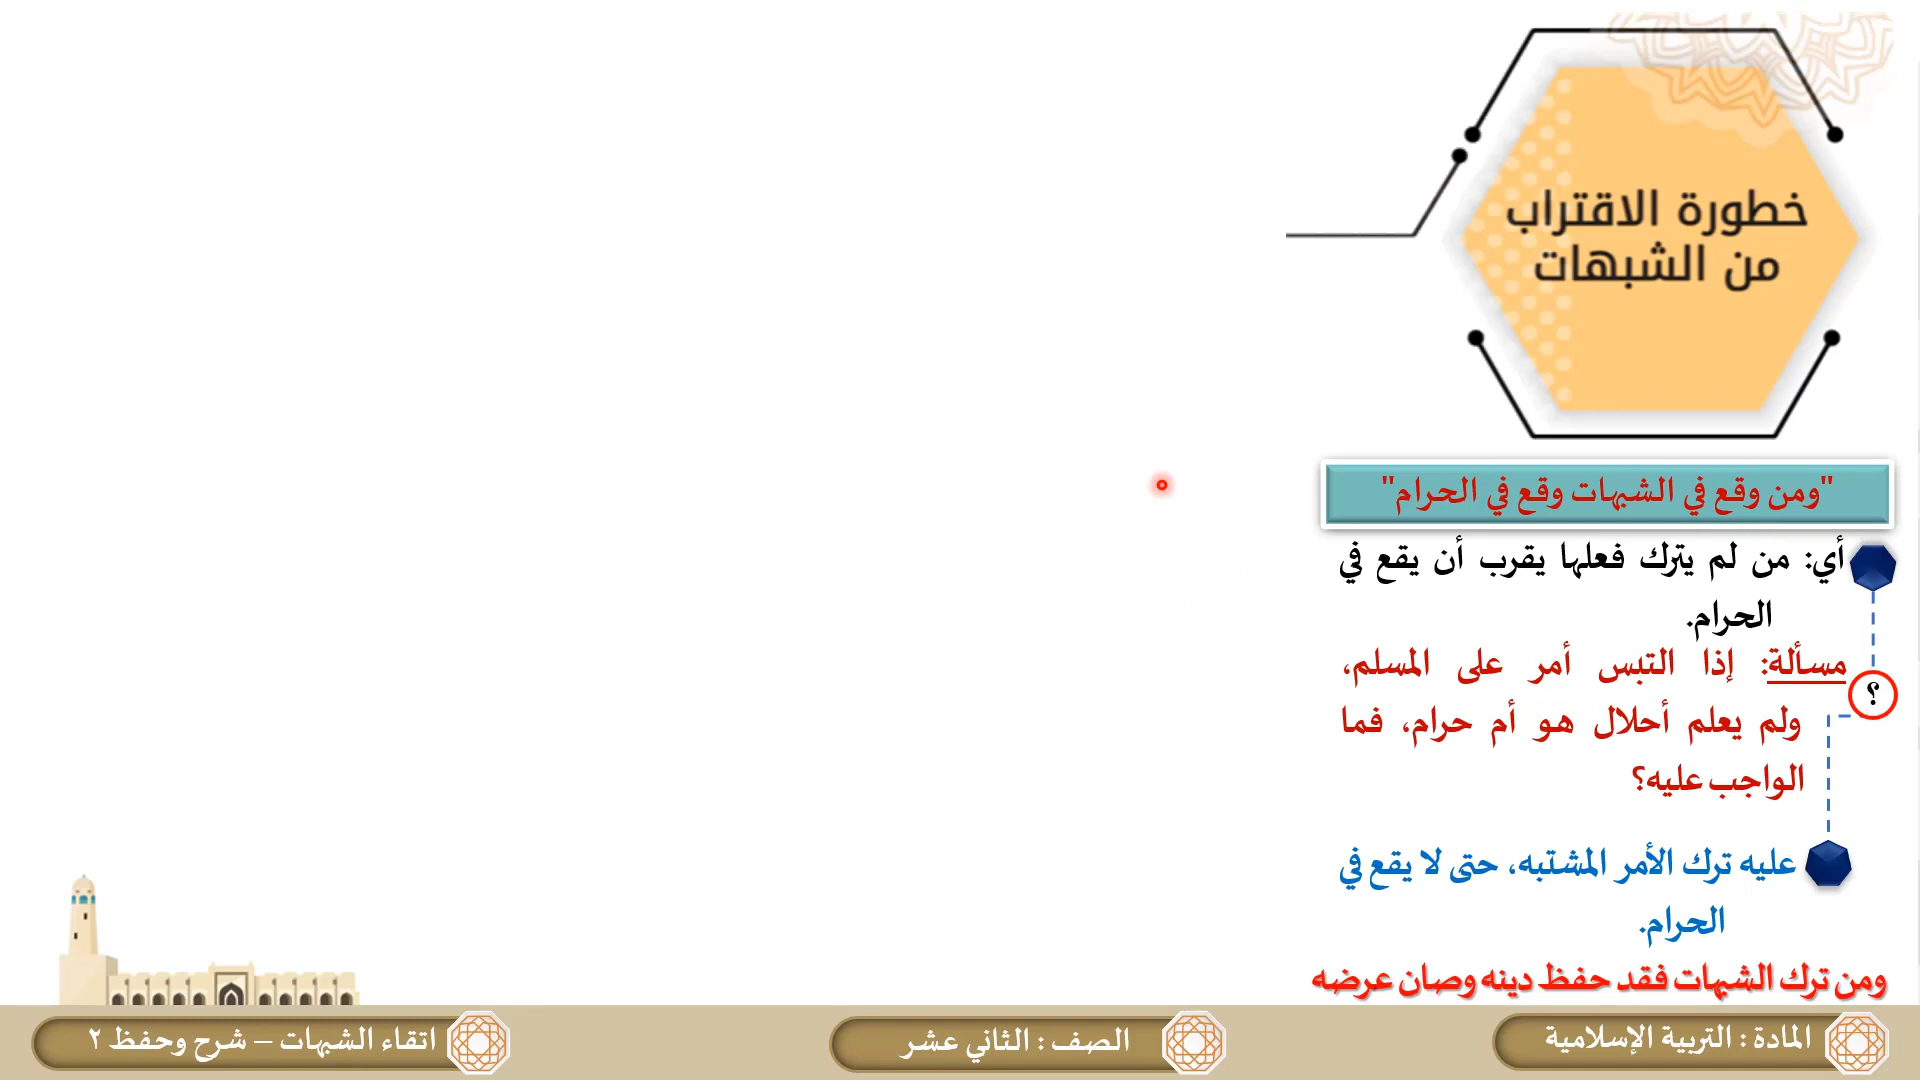 خطورة الاقتراب
من الشبهات
"ومن وقع في الشبهات وقع في الحرام"
أي: من لم يترك فعلها يقرب أن يقع في
الحرام.
؟
مسألة: إذا التبس أمر على المسلم،
ولم يعلم أحلال هو أم حرام، فما
الواجب عليه؟
عليه ترك الأمر المشتبه، حتى لا يقع في
الحرام.
ومن ترك الشبهات فقد حفظ دينه وصان عرضه
المادة : التربية الإسلامية
الصف : الثاني عشر
اتقاء الشبهات – شرح وحفظ ٢